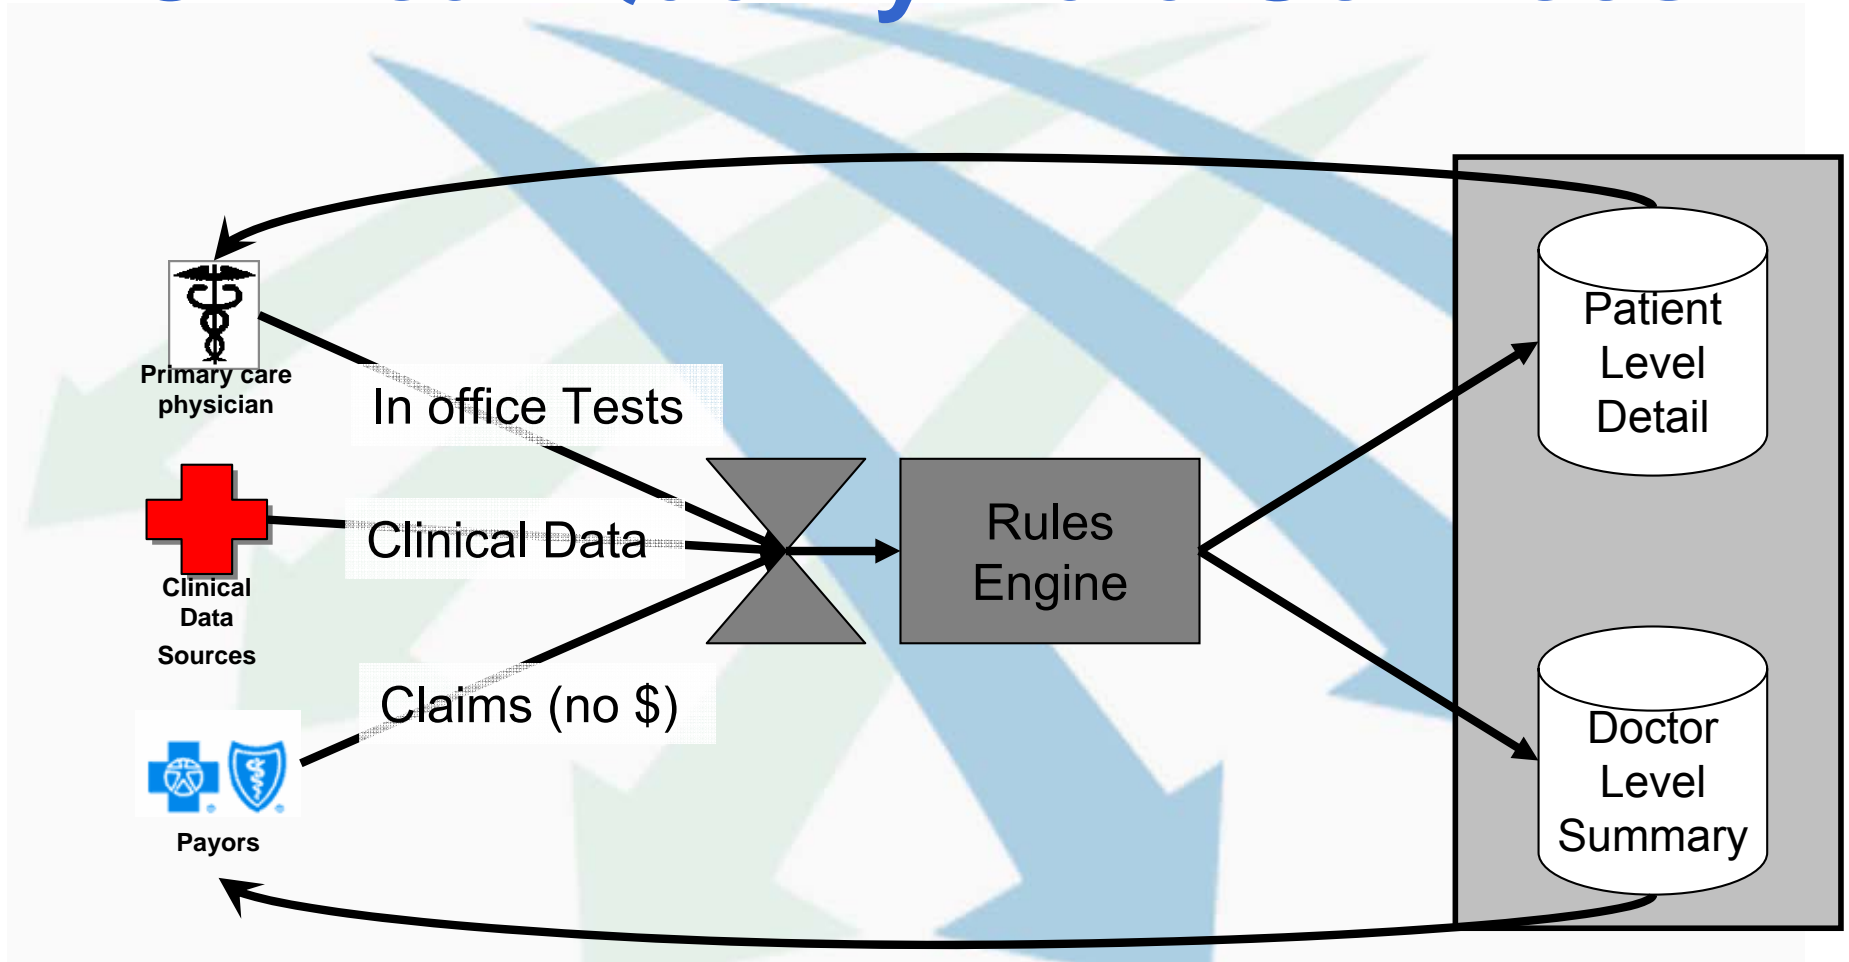 Primary care
physician
In office Tests
Clinical Data
Clinical
Data
Sources
Claims (no $)
Payors
Rules
Engine
Patient
Level
Detail
Doctor
Level
Summary